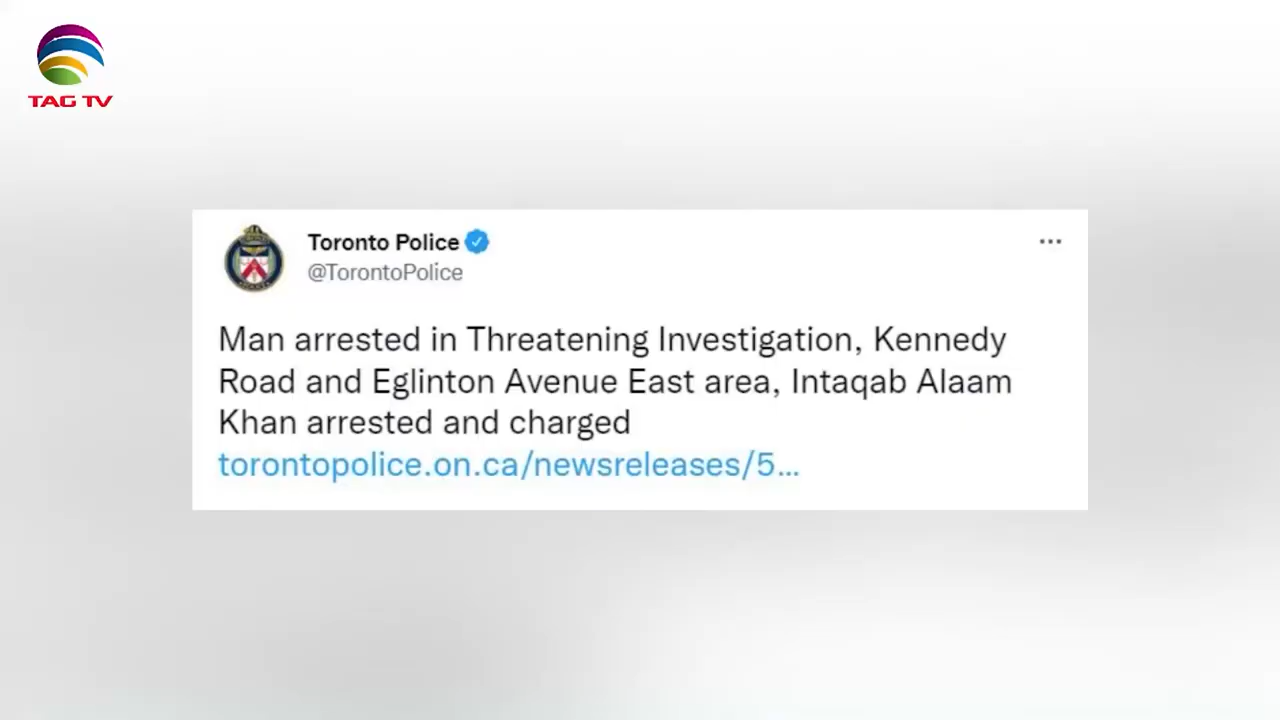 TAG TV
Toronto Police
@TorontoPolice
Man arrested in Threatening Investigation, Kennedy
Road and Eglinton Avenue East area, Intaqab Alaam
Khan arrested and charged
torontopolice.on.ca/newsreleases/5...